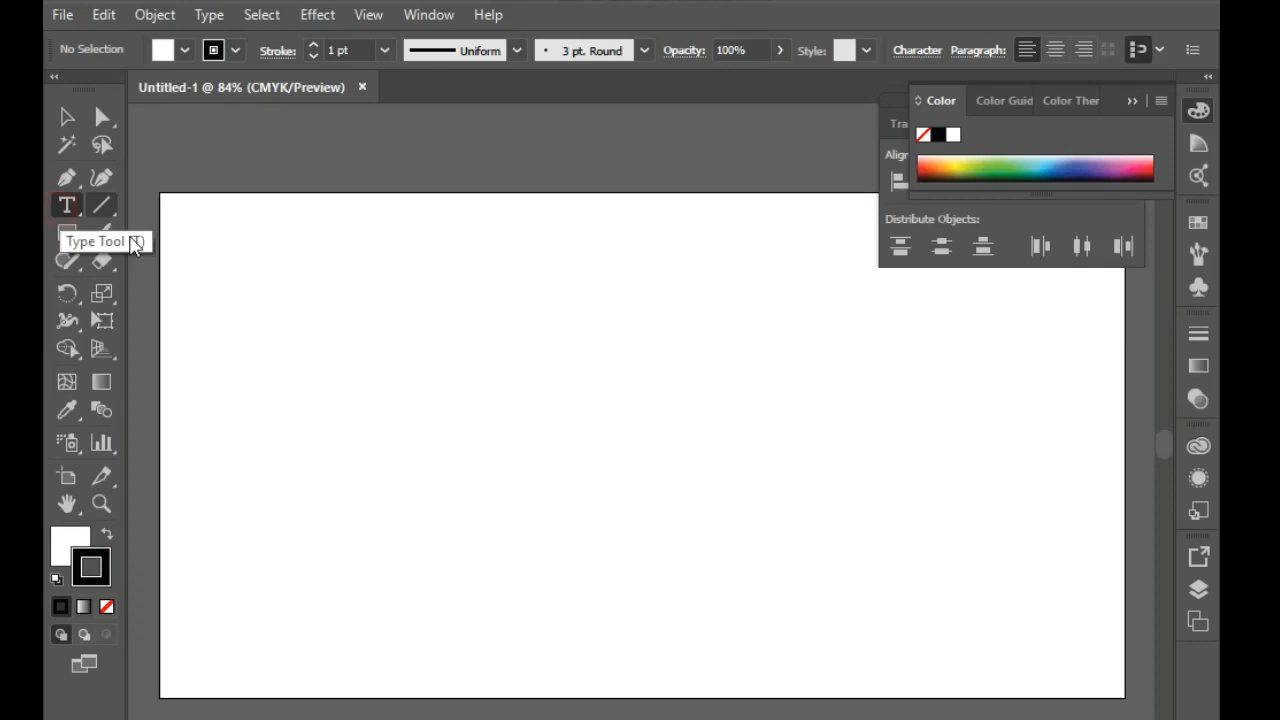 File Edit Object Type Select Effect View Window Help
No Selection Stroke: 1 pt Uniform 3 pt. Round Opacity: 100% Style: Character Paragraph:
Untitled-1 @ 84% (CMYK/Preview) ×
Color Color Guid Color Ther
Tra
Alig
Distribute Objects:
Type Tool (T)